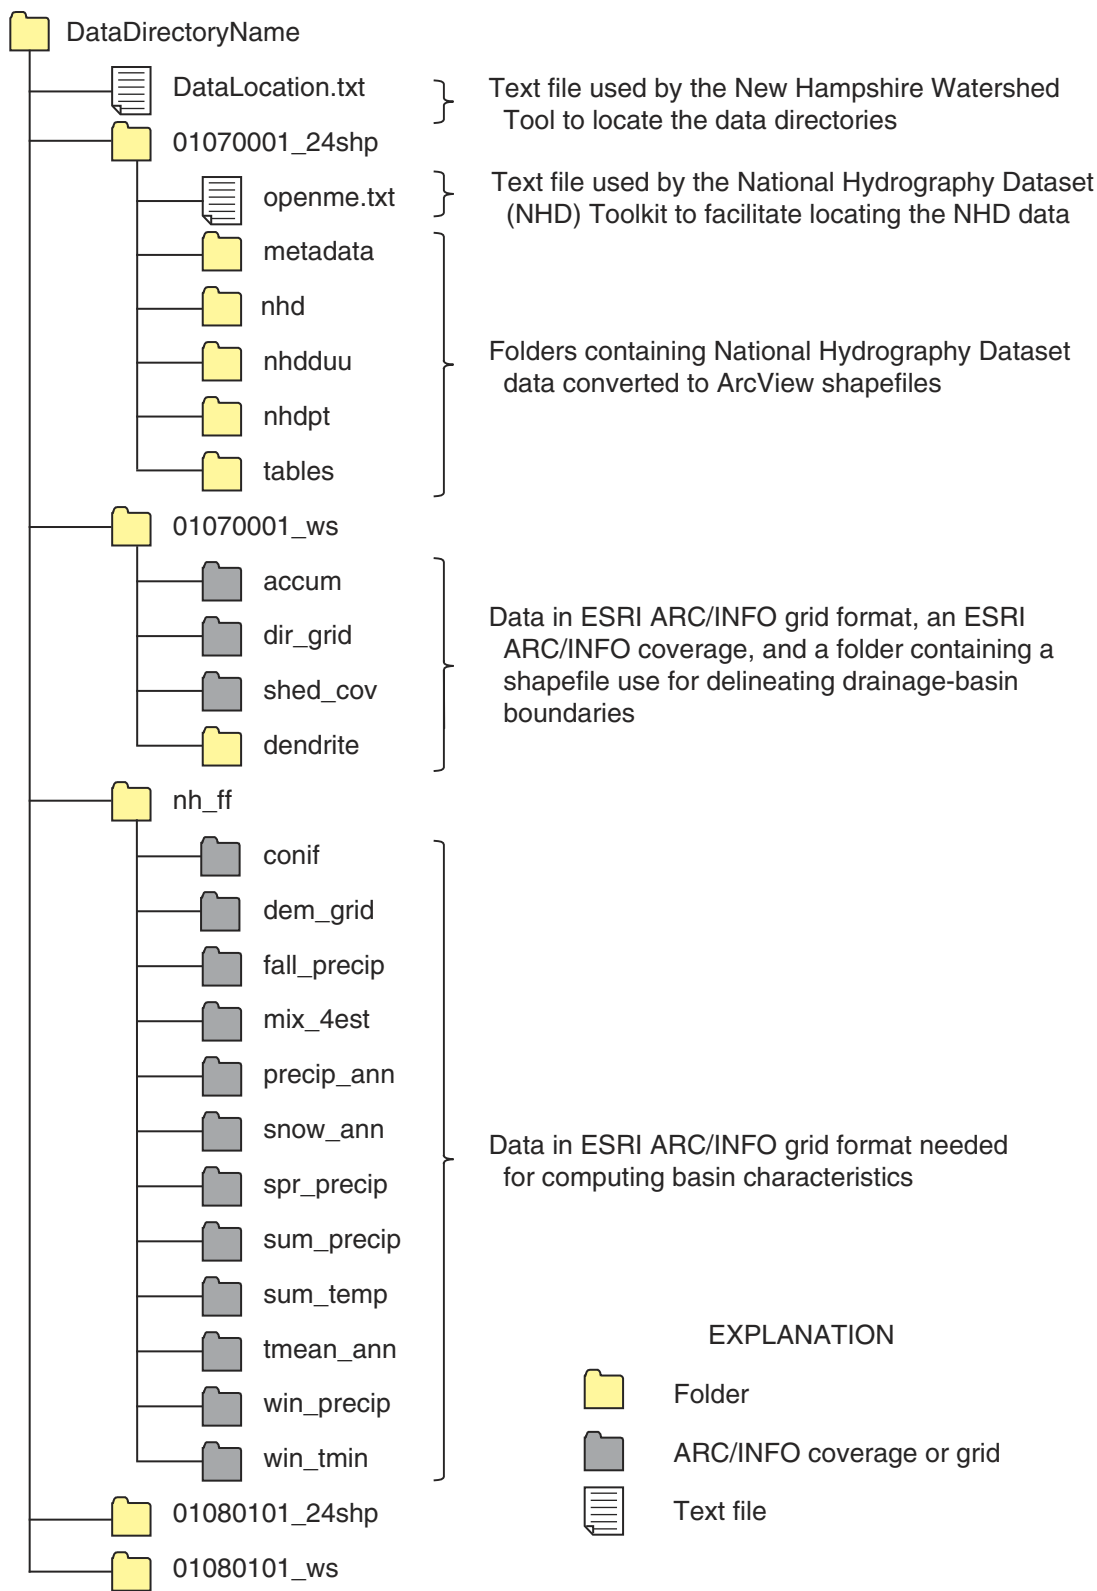 DataDirectoryName
DataLocation.txt
Text file used by the New Hampshire Watershed
Tool to locate the data directories
01070001_24shp
openme.txt
Text file used by the National Hydrography Dataset
(NHD) Toolkit to facilitate locating the NHD data
metadata
nhd
nhdduu
nhdpt
tables
Folders containing National Hydrography Dataset
data converted to ArcView shapefiles
01070001_ws
accum
dir_grid
shed_cov
dendrite
Data in ESRI ARC/INFO grid format, an ESRI
ARC/INFO coverage, and a folder containing a
shapefile use for delineating drainage-basin
boundaries
nh_ff
conif
dem_grid
fall_precip
mix_4est
precip_ann
snow_ann
spr_precip
sum_precip
sum_temp
tmean_ann
win_precip
win_tmin
Data in ESRI ARC/INFO grid format needed
for computing basin characteristics
01080101_24shp
01080101_ws
EXPLANATION
Folder
ARC/INFO coverage or grid
Text file